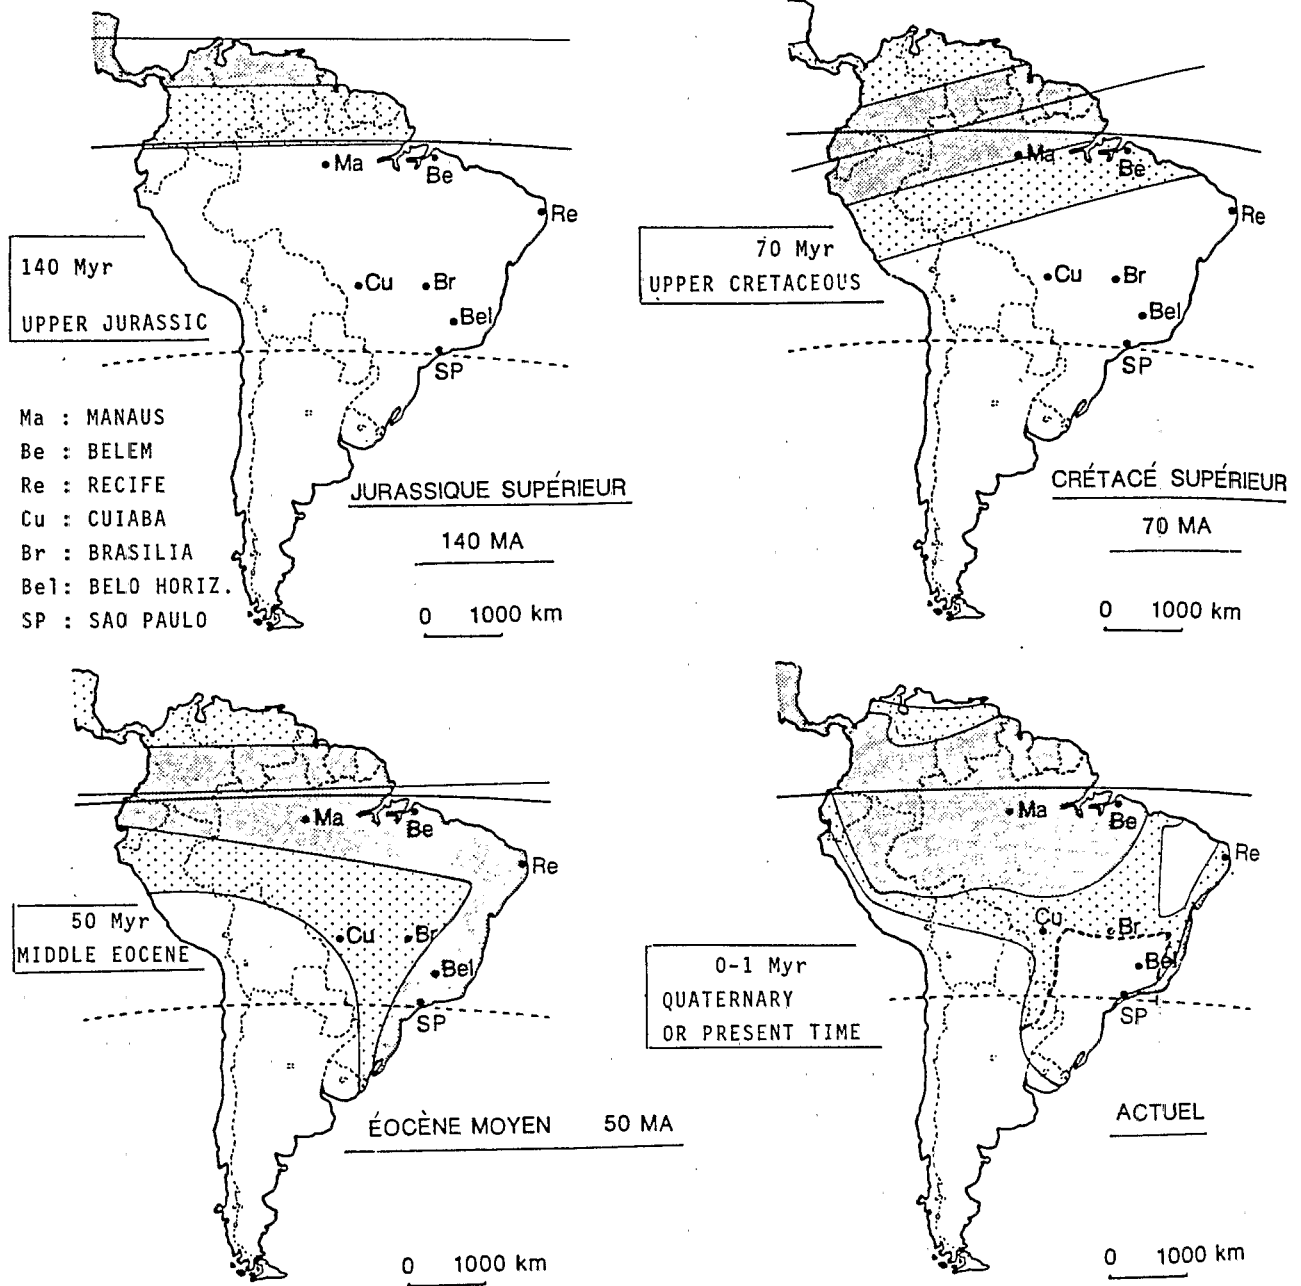 Ma
Be
Re
140 Myr
UPPER JURASSIC
Cu
Br
Bel
SP
Ma : MANAUS
Be : BELEM
Re : RECIFE
Cu : CUIABA
Br : BRASILIA
Bel: BELO HORIZ.
SP : SAO PAULO
JURASSIQUE SUPÉRIEUR
140 MA
0 1000 km
Ma
Be
Re
70 Myr
UPPER CRETACEOUS
Cu
Br
Bel
SP
CRÉTACÉ SUPÉRIEUR
70 MA
0 1000 km
Ma
Be
Re
50 Myr
MIDDLE EOCENE
Cu
Br
Bel
SP
ÉOCÈNE MOYEN 50 MA
0 1000 km
Ma
Be
Re
Cu
Br
Bel
0-1 Myr
QUATERNARY
OR PRESENT TIME
SP
ACTUEL
0 1000 km